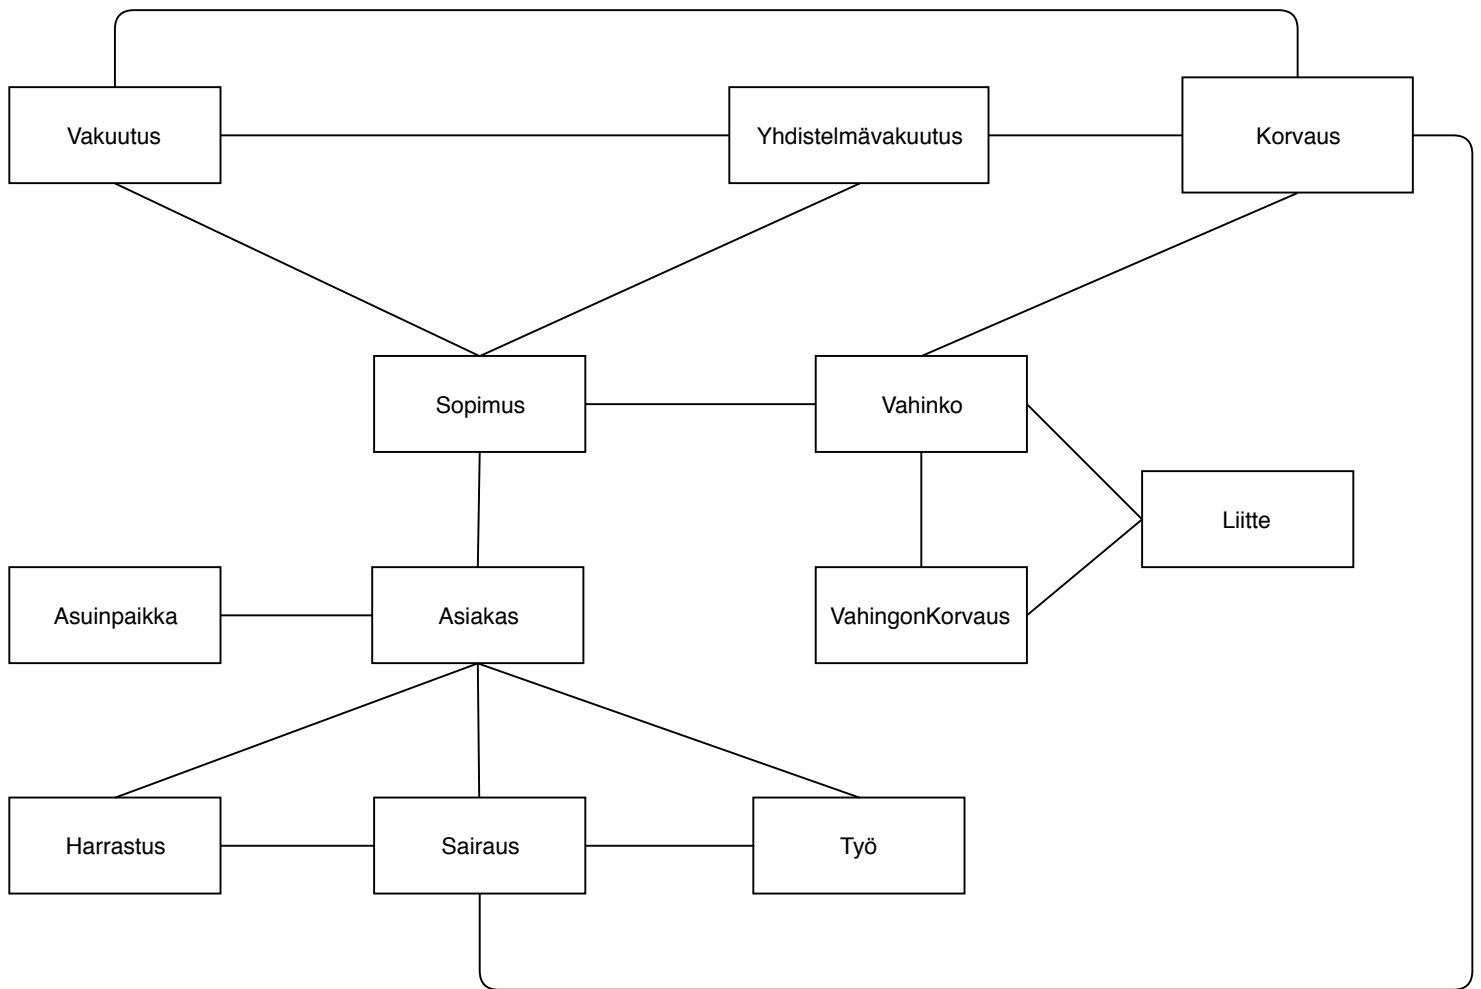 Vakuutus
Yhdistelmävakuutus
Korvaus
Sopimus
Vahinko
Liitte
Asuinpaikka
Asiakas
VahingonKorvaus
Harrastus
Sairaus
Työ